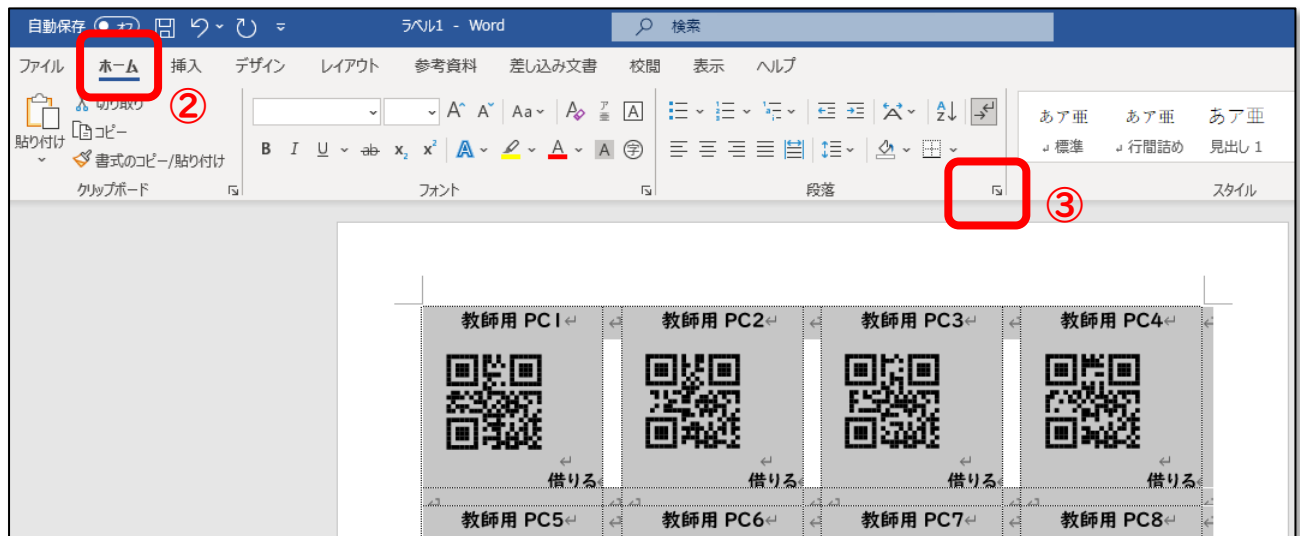 自動保存 オフ ラベル1 - Word 検索
ファイル ホーム 挿入 デザイン レイアウト 参考資料 差し込み文書 校閲 表示 ヘルプ
②
貼り付け 切り取り
コピー
書式のコピー/貼り付け
クリップボード
フォント
段落
③
あア亜 あア亜 あア亜
標準 行間詰め 見出し 1
スタイル
教師用 PC1 教師用 PC2 教師用 PC3 教師用 PC4
借りる 借りる 借りる 借りる
教師用 PC5 教師用 PC6 教師用 PC7 教師用 PC8